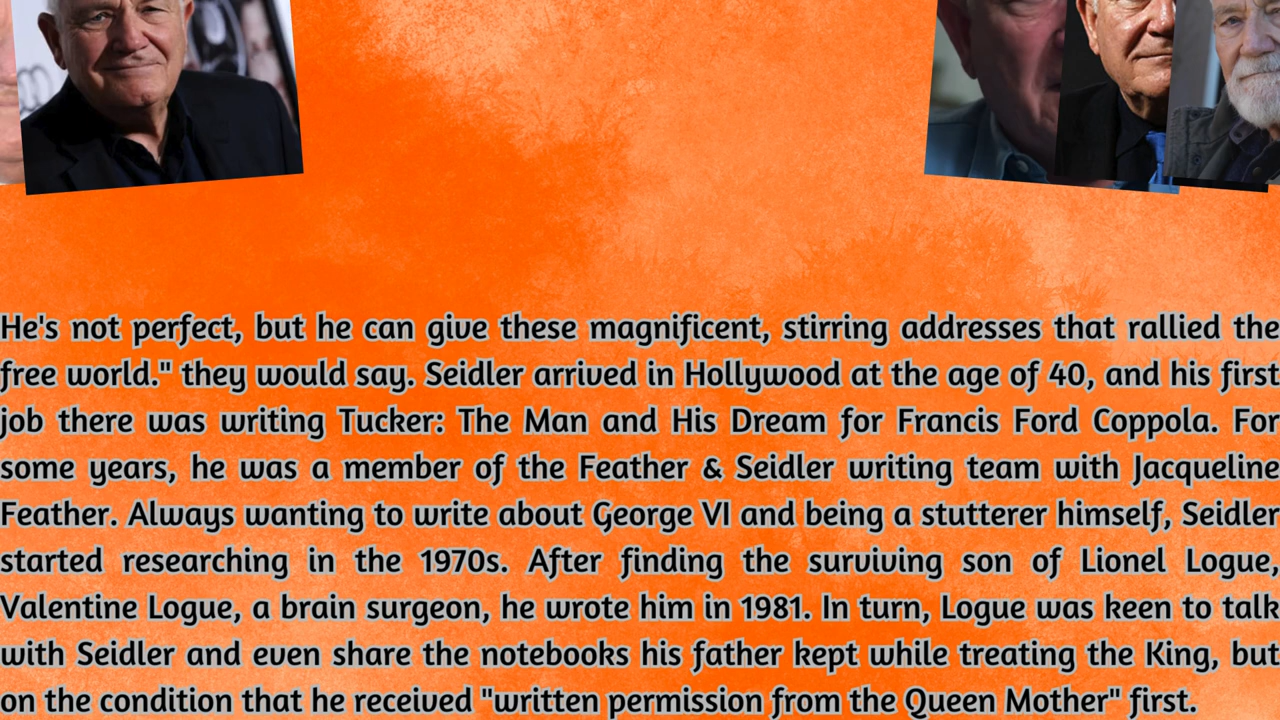 He's not perfect, but he can give these magnificent, stirring addresses that rallied the
free world." they would say. Seidler arrived in Hollywood at the age of 40, and his first
job there was writing Tucker: The Man and His Dream for Francis Ford Coppola. For
some years, he was a member of the Feather & Seidler writing team with Jacqueline
Feather. Always wanting to write about George VI and being a stutterer himself, Seidler
started researching in the 1970s. After finding the surviving son of Lionel Logue,
Valentine Logue, a brain surgeon, he wrote him in 1981. In turn, Logue was keen to talk
with Seidler and even share the notebooks his father kept while treating the King, but
on the condition that he received "written permission from the Queen Mother" first.